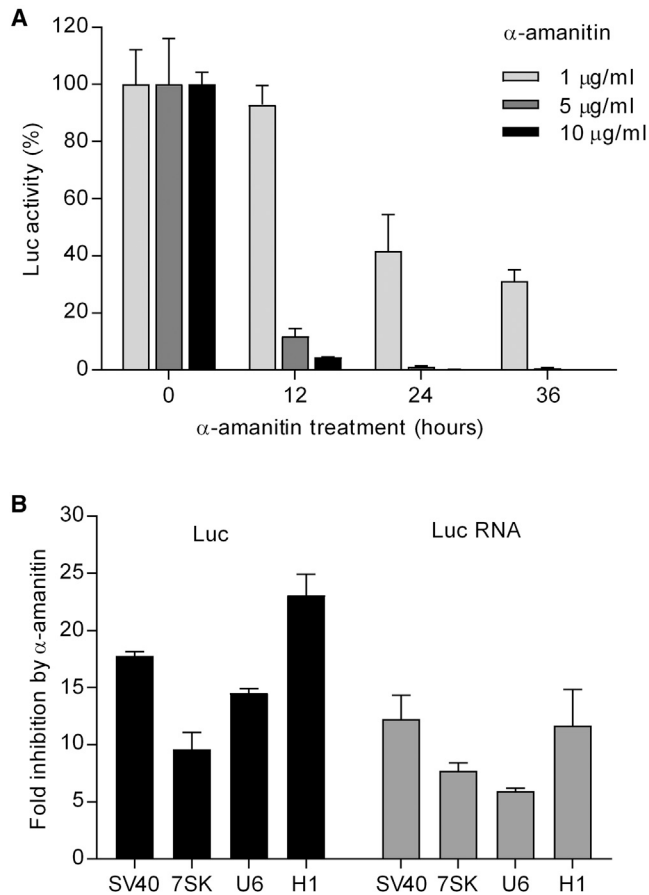 A
α-amanitin
1 μg/ml
5 μg/ml
10 μg/ml
Luc activity (%)
120
100
80
60
40
20
0
0 12 24 36
α-amanitin treatment (hours)
B
Luc
Luc RNA
Fold inhibition by α-amanitin
30
25
20
15
10
5
0
SV40 7SK U6 H1 SV40 7SK U6 H1